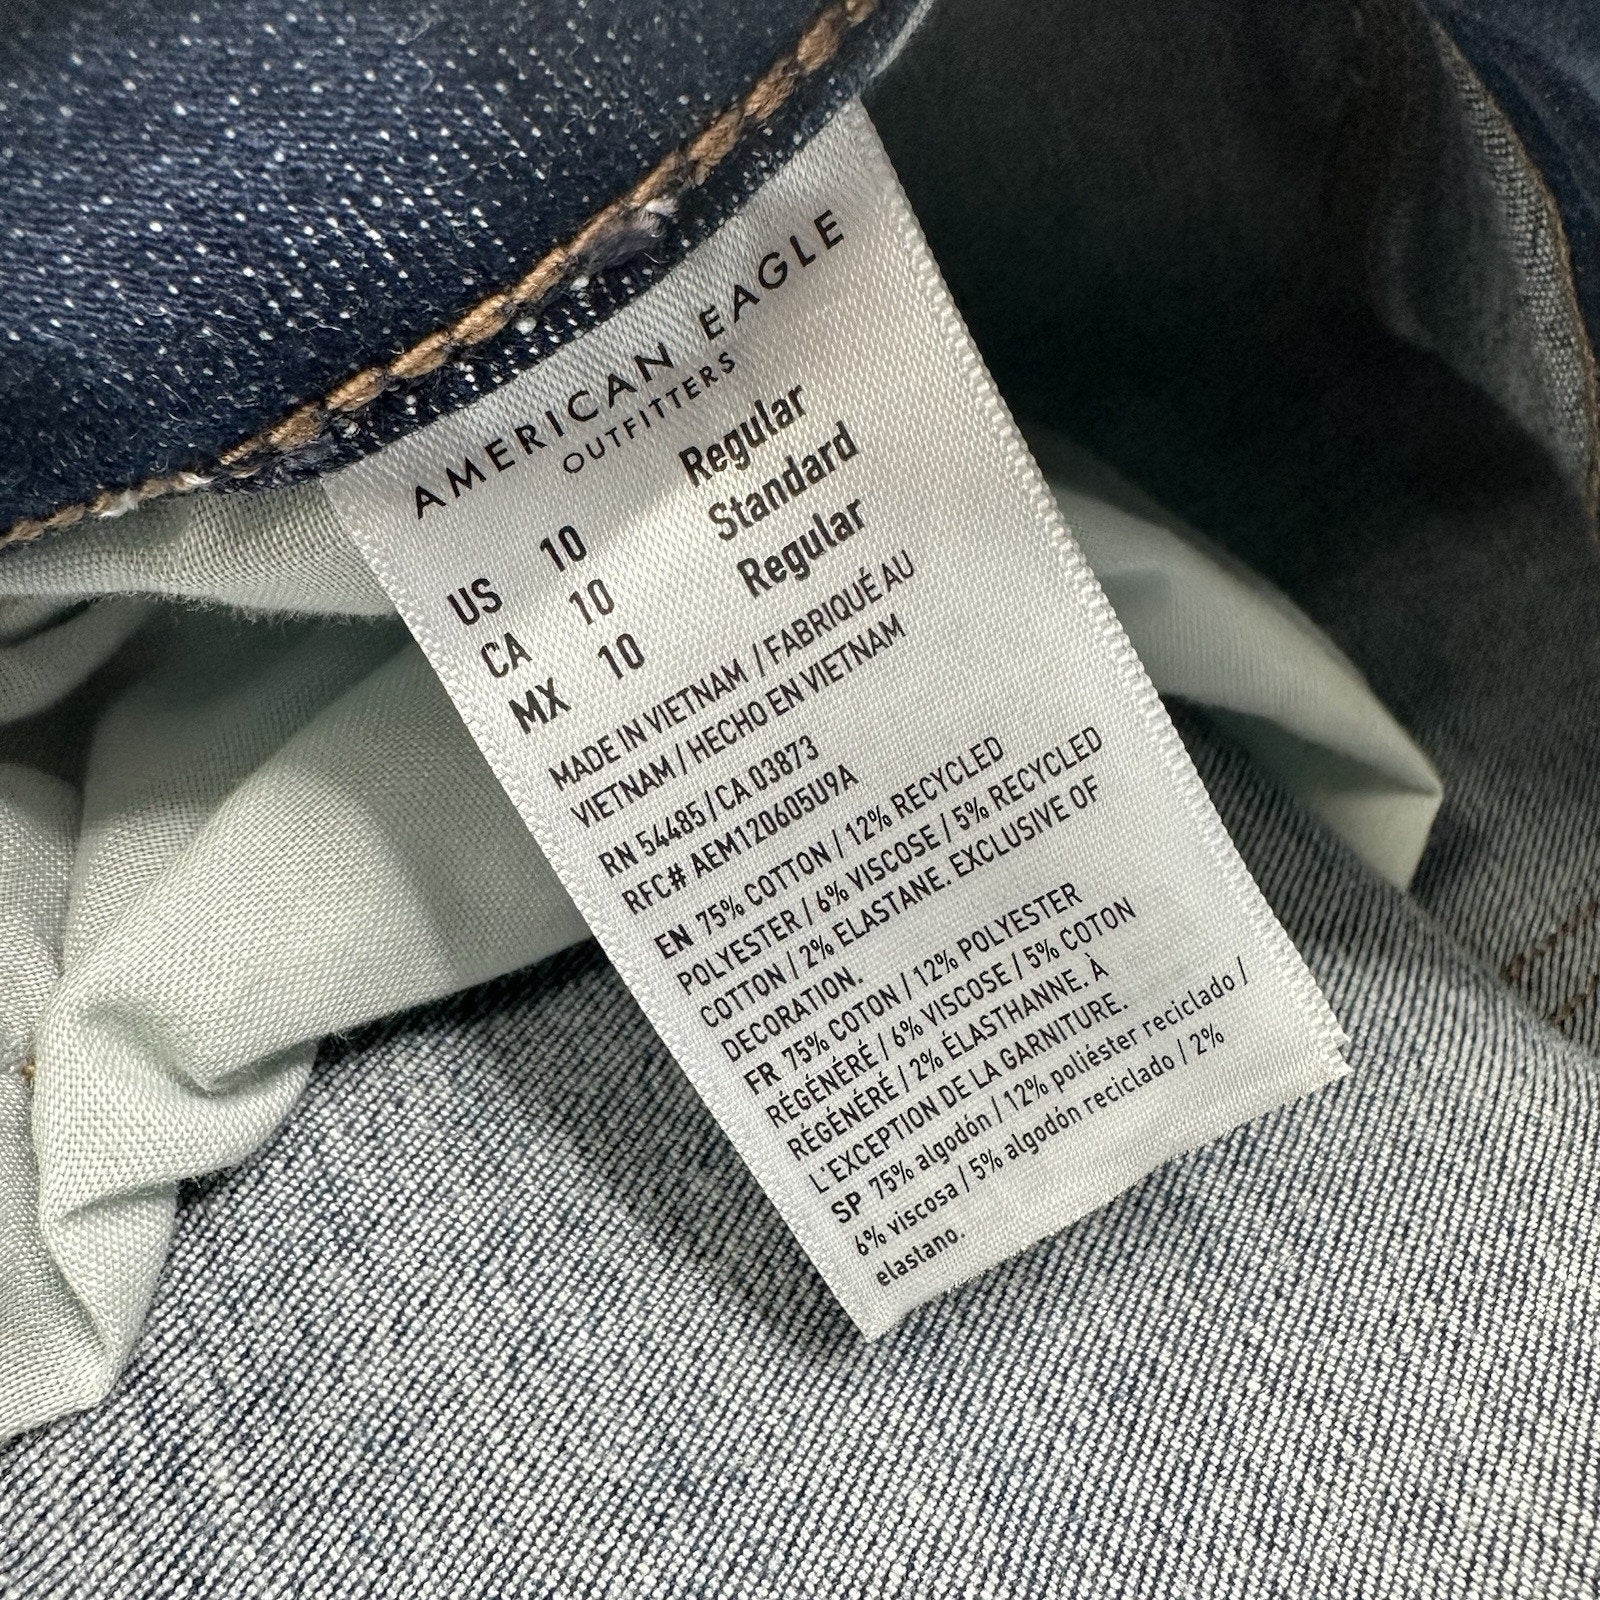 AMERICAN EAGLE
OUTFITTERS
US 10 Regular
CA 10 Standard
MX 10 Regular
MADE IN VIETNAM / FABRIQUÉ AU
VIETNAM / HECHO EN VIETNAM
RN 54485 / CA 03873
RFC# AEM120605U9A
EN 75% COTTON / 12% RECYCLED
POLYESTER / 6% VISCOSE / 5% RECYCLED
COTTON / 2% ELASTANE. EXCLUSIVE OF
DECORATION.
FR 75% COTON / 12% POLYESTER
RÉGÉNÉRÉ / 6% VISCOSE / 5% COTON
RÉGÉNÉRÉ / 2% ÉLASTHANNE. À
L'EXCEPTION DE LA GARNITURE.
SP 75% algodón / 12% poliéster reciclado /
6% viscosa / 5% algodón reciclado / 2%
elastano.